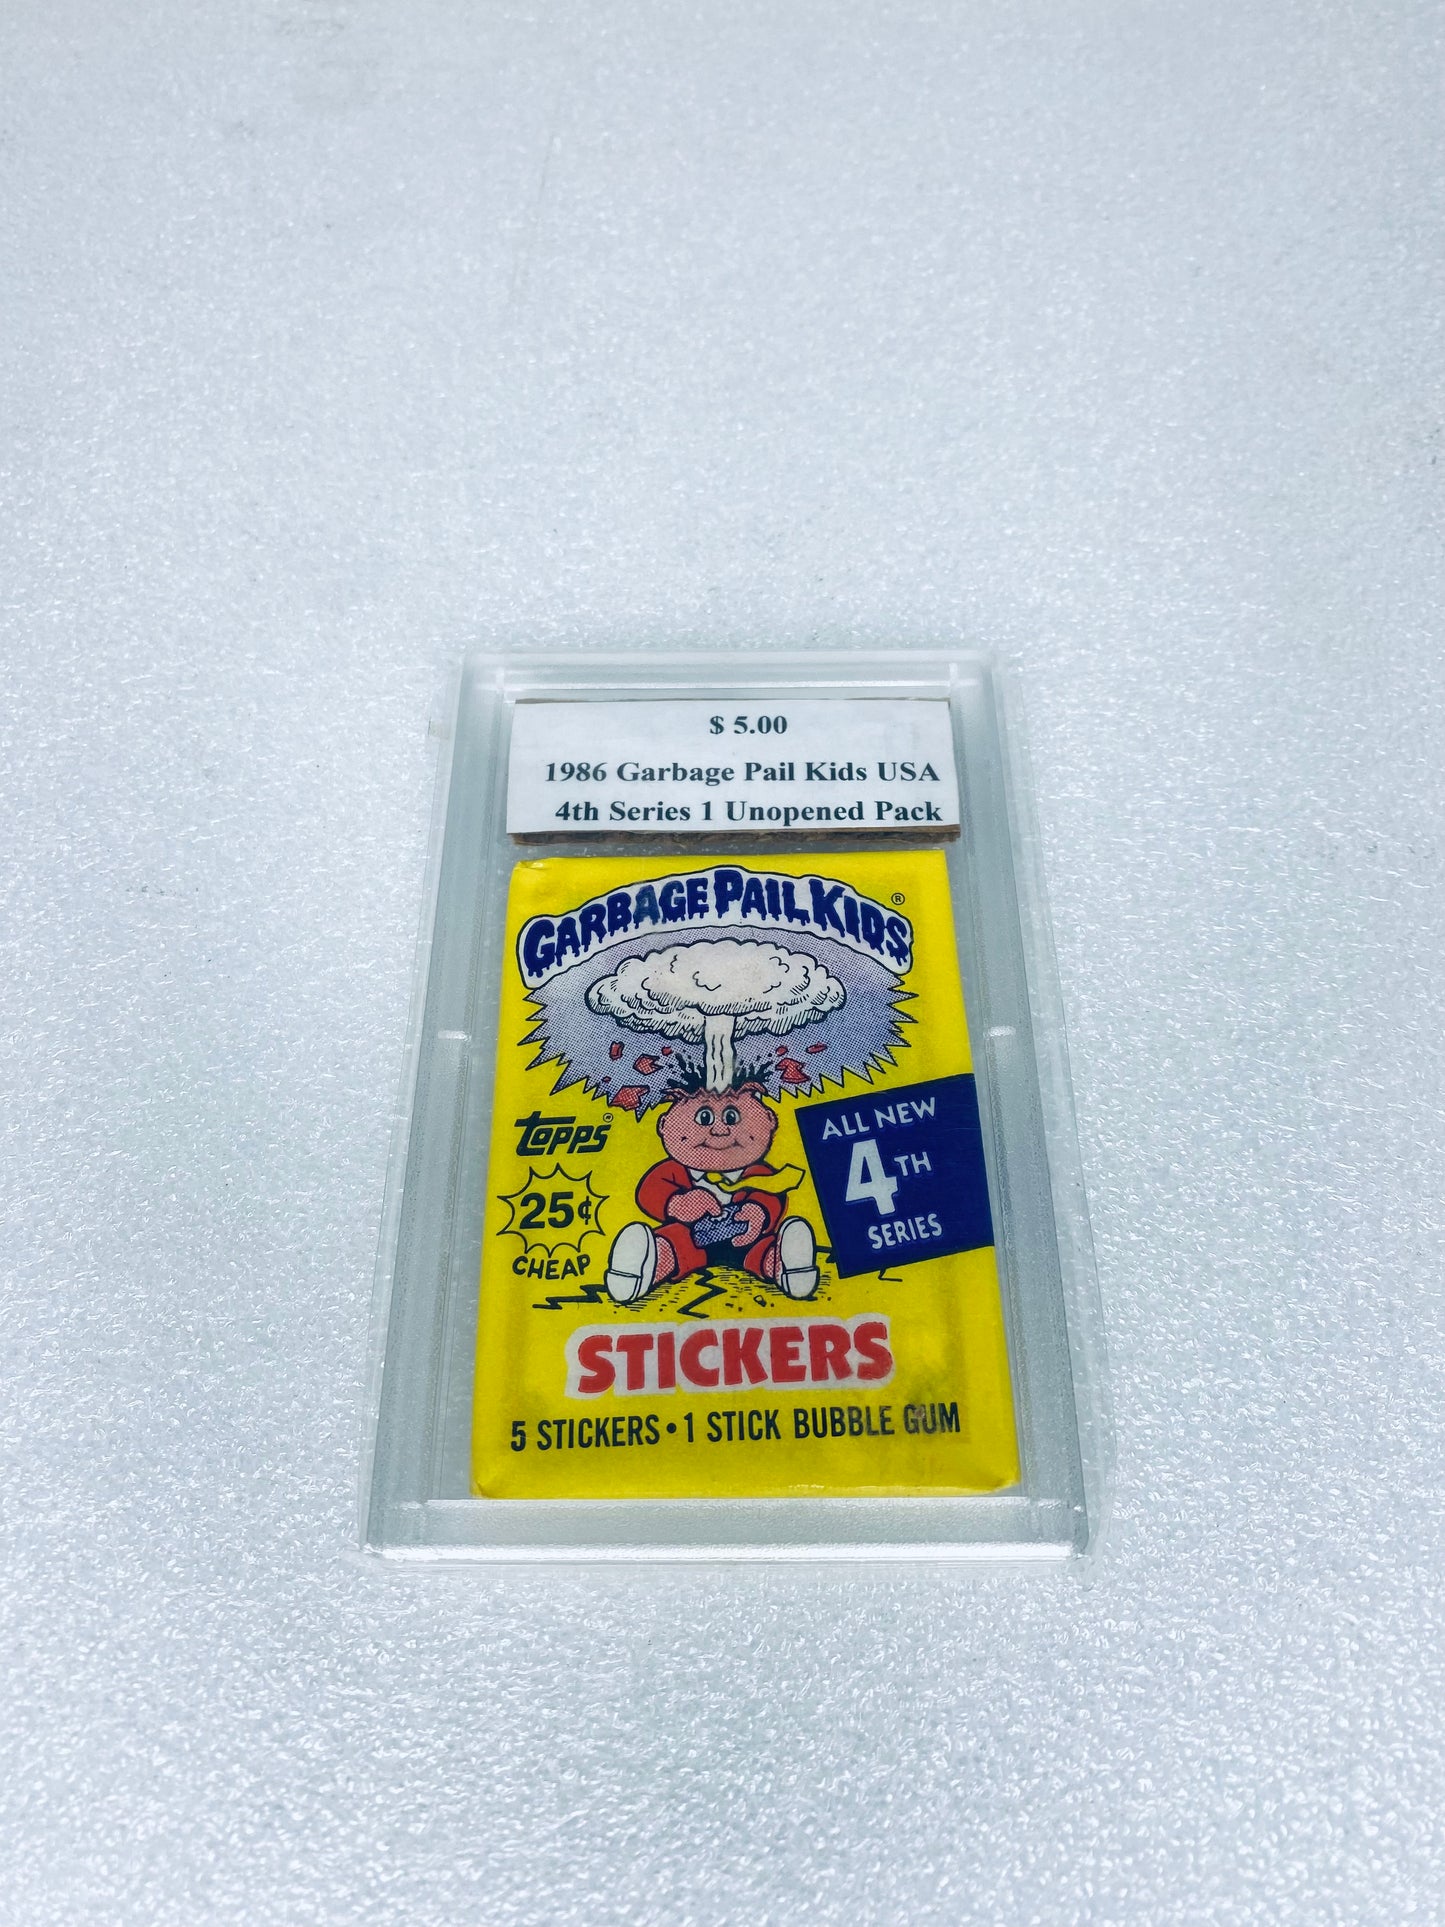 $ 5.00
1986 Garbage Pail Kids USA
4th Series 1 Unopened Pack
GARBAGE PAIL KIDS ®
TOPPS®
25¢
CHEAP
ALL NEW
4TH
SERIES
STICKERS
5 STICKERS • 1 STICK BUBBLE GUM